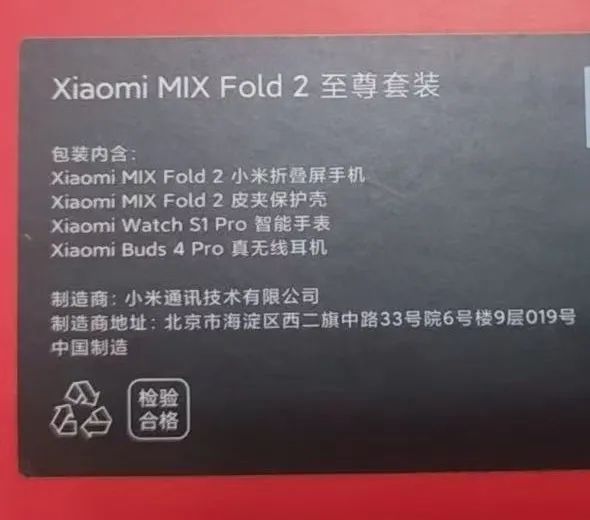 Xiaomi MIX Fold 2 至尊套装
包装内含：
Xiaomi MIX Fold 2 小米折叠屏手机
Xiaomi MIX Fold 2 皮夹保护壳
Xiaomi Watch S1 Pro 智能手表
Xiaomi Buds 4 Pro 真无线耳机
制造商：小米通讯技术有限公司
制造商地址：北京市海淀区西二旗中路33号院6号楼9层019号
中国制造
检验
合格